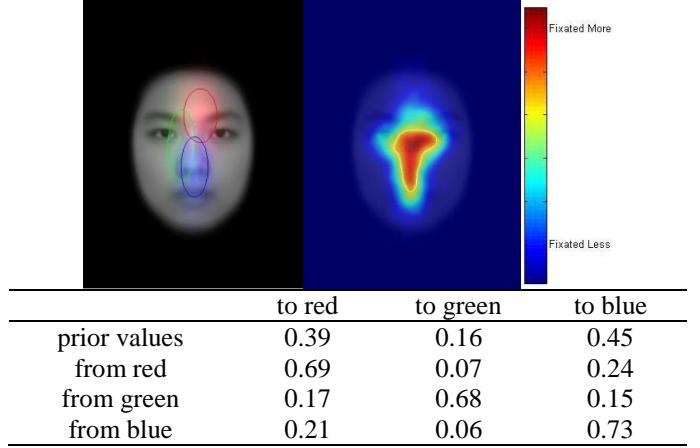 Fixated More
Fixated Less
to red to green to blue
prior values 0.39 0.16 0.45
from red 0.69 0.07 0.24
from green 0.17 0.68 0.15
from blue 0.21 0.06 0.73